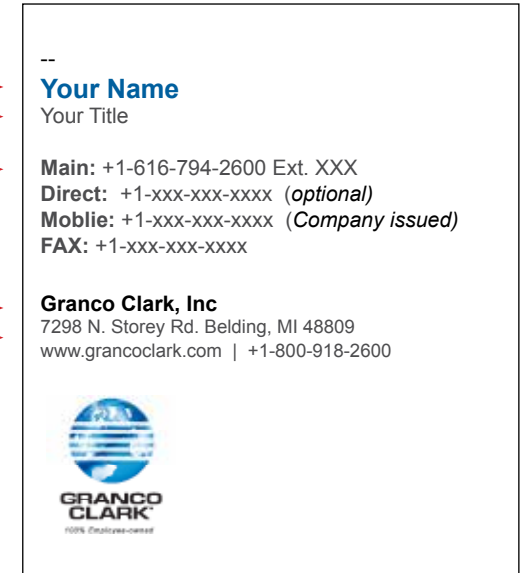 --
Your Name
Your Title
Main: +1-616-794-2600 Ext. XXX
Direct:  +1-xxx-xxx-xxxx  (optional)
Moblie: +1-xxx-xxx-xxxx  (Company issued)
FAX: +1-xxx-xxx-xxxx
Granco Clark, Inc
7298 N. Storey Rd. Belding, MI 48809
www.grancoclark.com  |  +1-800-918-2600
GRANCO
CLARK
100% Employee-owned